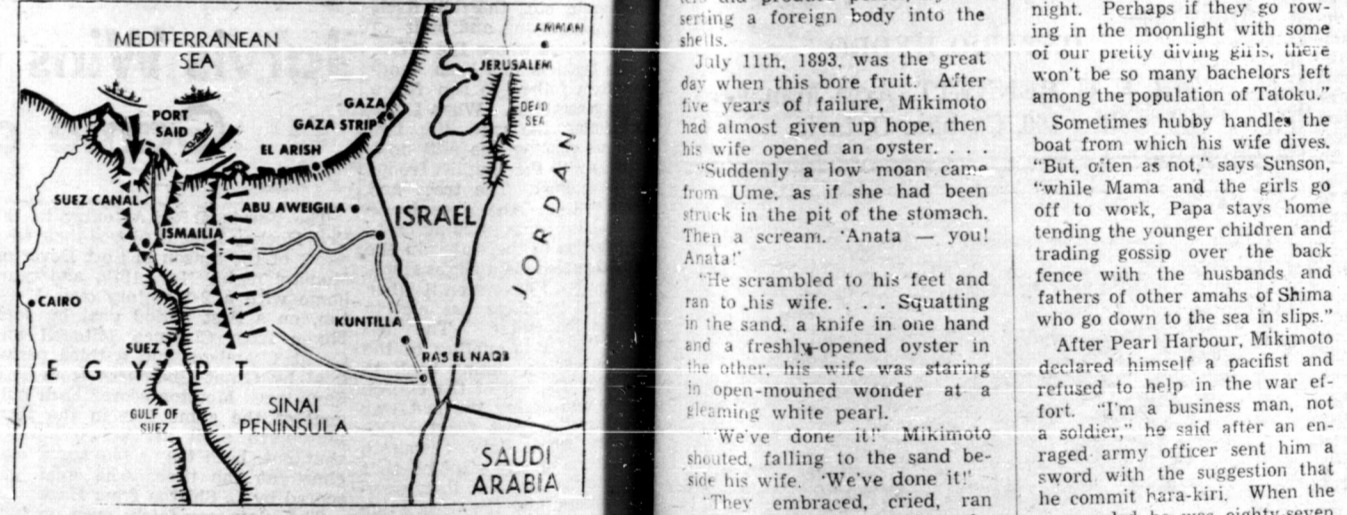 MEDITERRANEAN
SEA
AMMAN
JERUSALEM
GAZA
GAZA STRIP
DEAD
SEA
PORT
SAID
EL ARISH
SUEZ CANAL
ABU AWEIGILA
ISRAEL
JORDAN
ISMAILIA
CAIRO
KUNTILLA
SUEZ
RAS EL NAQB
EGYPT
GULF OF
SUEZ
SINAI
PENINSULA
SAUDI
ARABIA
serting a foreign body into the
shells.
July 11th, 1893, was the great
day when this bore fruit. After
five years of failure, Mikimoto
had almost given up hope, then
his wife opened an oyster. . . .
"Suddenly a low moan came
from Ume, as if she had been
struck in the pit of the stomach.
Then a scream. 'Anata — you!
Anata!'
"He scrambled to his feet and
ran to his wife. . . . Squatting
in the sand, a knife in one hand
and a freshly-opened oyster in
the other, his wife was staring
in open-mouhed wonder at a
gleaming white pearl.
"'We've done it!' Mikimoto
shouted, falling to the sand be-
side his wife. 'We've done it!'
"They embraced, cried, ran
night. Perhaps if they go row-
ing in the moonlight with some
of our pretty diving girls, there
won't be so many bachelors left
among the population of Tatoku."
Sometimes hubby handles the
boat from which his wife dives.
"But, often as not," says Sunson,
"while Mama and the girls go
off to work, Papa stays home
tending the younger children and
trading gossip over the back
fence with the husbands and
fathers of other amahs of Shima
who go down to the sea in slips."
After Pearl Harbour, Mikimoto
declared himself a pacifist and
refused to help in the war ef-
fort. "I'm a business man, not
a soldier," he said after an en-
raged army officer sent him a
sword with the suggestion that
he commit hara-kiri. When the
he was eighty-seven